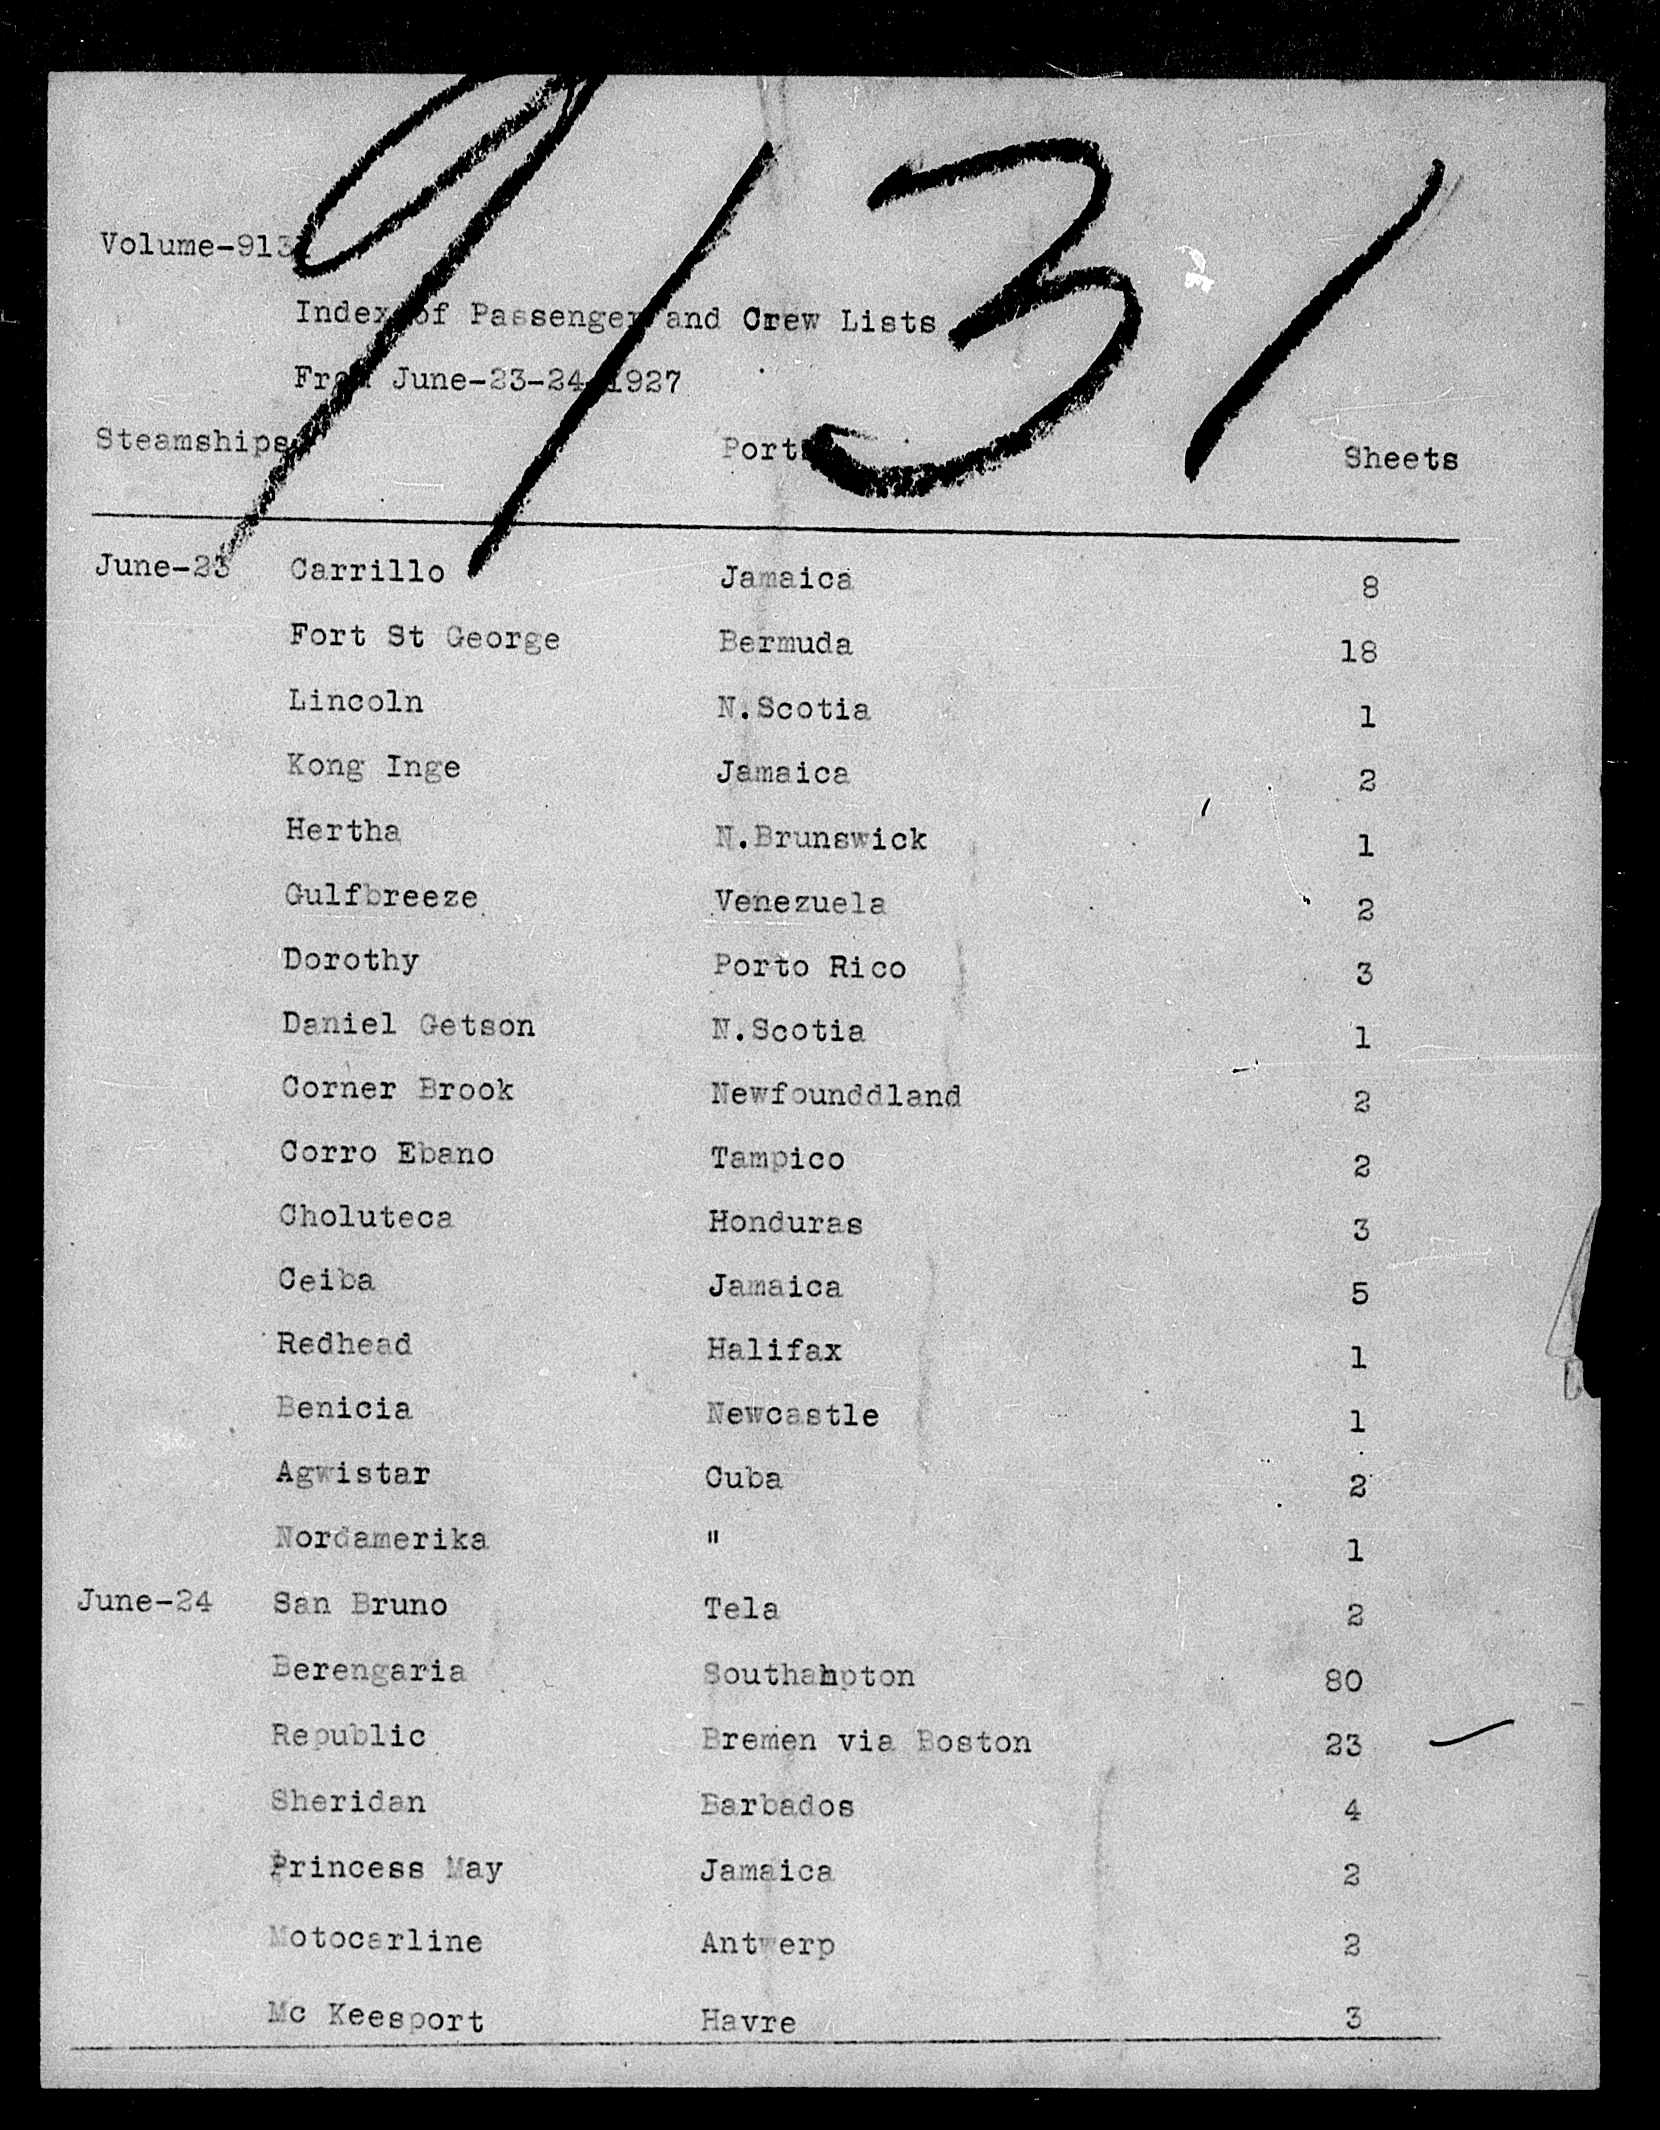 9131
Volume-913
Index of Passenger and Crew Lists
From June-23-24 1927
Steamships Port Sheets
June-23 Carrillo Jamaica 8
Fort St George Bermuda 18
Lincoln N.Scotia 1
Kong Inge Jamaica 2
Hertha N.Brunswick 1
Gulfbreeze Venezuela 2
Dorothy Porto Rico 3
Daniel Getson N.Scotia 1
Corner Brook Newfounddland 2
Corro Ebano Tampico 2
Choluteca Honduras 3
Ceiba Jamaica 5
Redhead Halifax 1
Benicia Newcastle 1
Agwistar Cuba 2
Nordamerika " 1
June-24 San Bruno Tela 2
Berengaria Southahpton 80
Republic Bremen via Boston 23
Sheridan Barbados 4
Princess May Jamaica 2
Motocarline Antwerp 2
Mc Keesport Havre 3